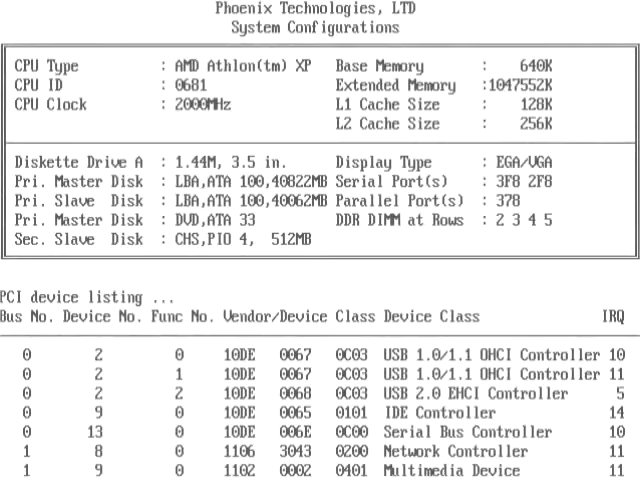 Phoenix Technologies, LTD
System Configurations
CPU Type : AMD Athlon(tm) XP Base Memory : 640K
CPU ID : 0681 Extended Memory :1047552K
CPU Clock : 2000MHz L1 Cache Size : 128K
L2 Cache Size : 256K
Diskette Drive A : 1.44M, 3.5 in. Display Type : EGA/VGA
Pri. Master Disk : LBA,ATA 100,40822MB Serial Port(s) : 3F8 2F8
Pri. Slave Disk : LBA,ATA 100,40062MB Parallel Port(s) : 378
Pri. Master Disk : DVD,ATA 33 DDR DIMM at Rows : 2 3 4 5
Sec. Slave Disk : CHS,PIO 4, 512MB
PCI device listing ...
Bus No. Device No. Func No. Vendor/Device Class Device Class IRQ
0 2 0 10DE 0067 0C03 USB 1.0/1.1 OHCI Controller 10
0 2 1 10DE 0067 0C03 USB 1.0/1.1 OHCI Controller 11
0 2 2 10DE 0068 0C03 USB 2.0 EHCI Controller 5
0 9 0 10DE 0065 0101 IDE Controller 14
0 13 0 10DE 006E 0C00 Serial Bus Controller 10
1 8 0 1106 3043 0200 Network Controller 11
1 9 0 1102 0002 0401 Multimedia Device 11